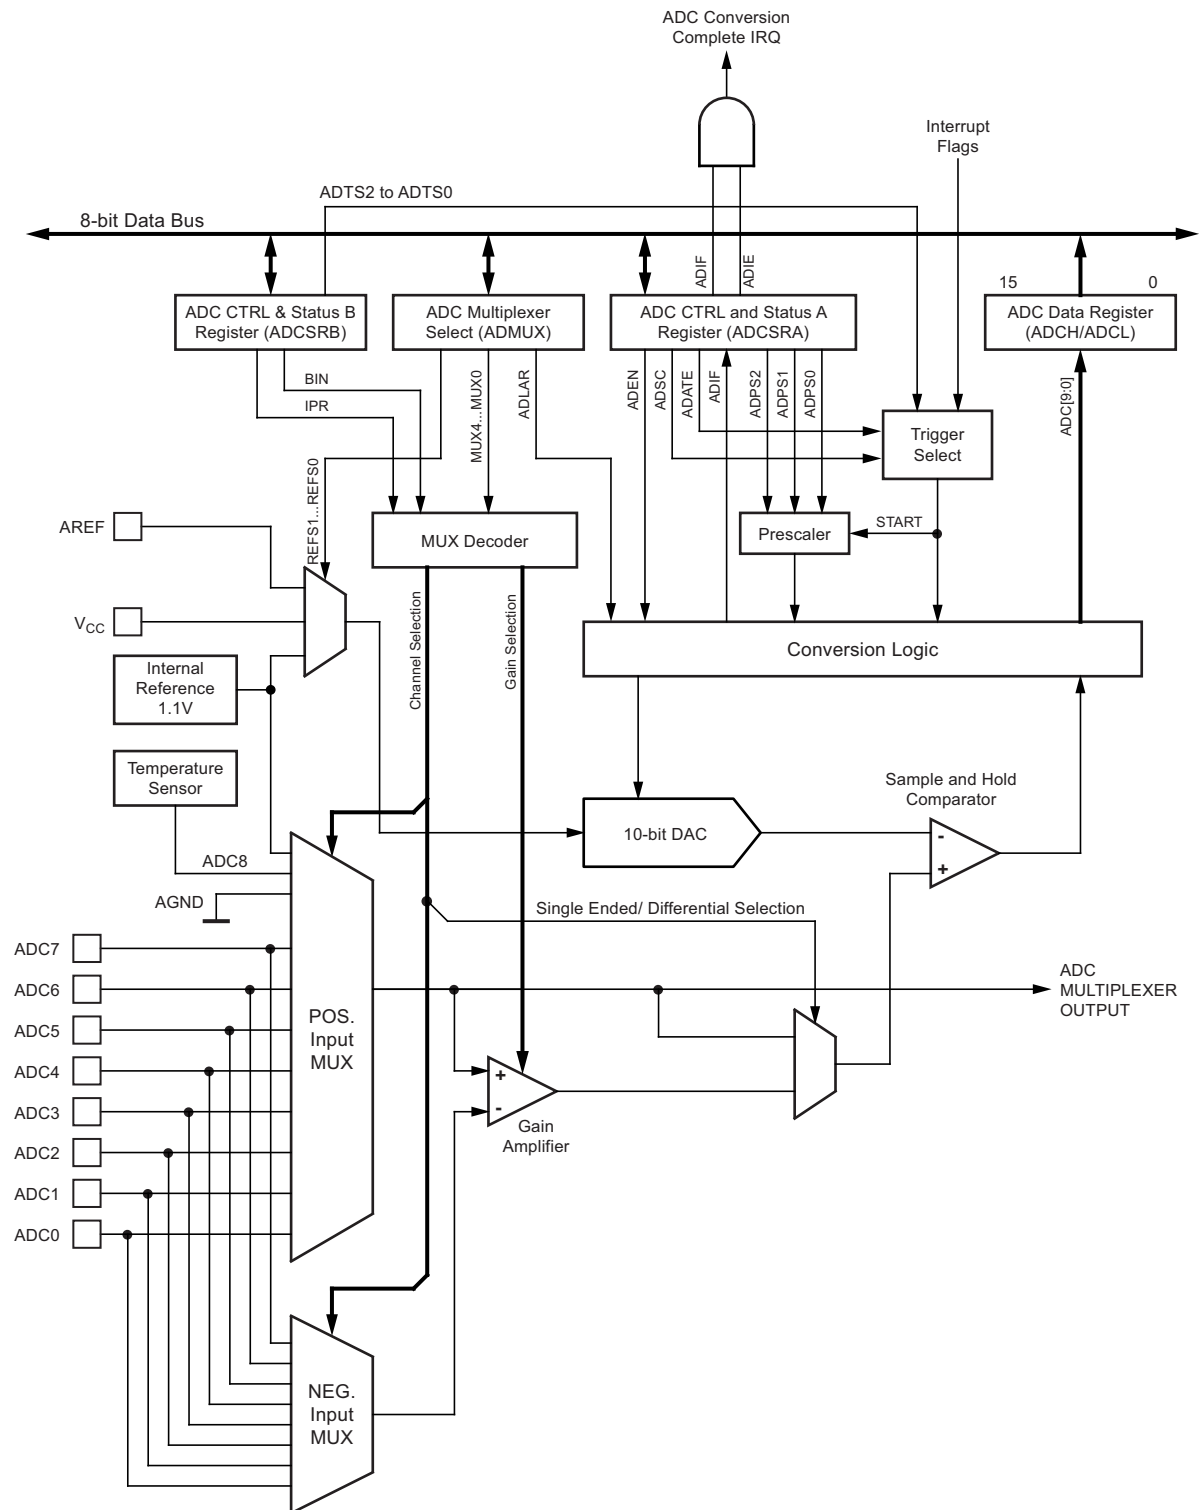 ADC Conversion
Complete IRQ
Interrupt
Flags
ADTS2 to ADTS0
8-bit Data Bus
ADIF
ADIE
15
0
ADC CTRL & Status B
Register (ADCSRB)
ADC Multiplexer
Select (ADMUX)
ADC CTRL and Status A
Register (ADCSRA)
ADC Data Register
(ADCH/ADCL)
BIN
IPR
REFS1...REFS0
MUX4...MUX0
ADLAR
ADEN
ADSC
ADATE
ADIF
ADPS2
ADPS1
ADPS0
ADC[9:0]
Trigger
Select
AREF
MUX Decoder
Prescaler
START
VCC
Channel Selection
Gain Selection
Conversion Logic
Internal
Reference
1.1V
Temperature
Sensor
Sample and Hold
Comparator
10-bit DAC
-
+
ADC8
AGND
Single Ended/ Differential Selection
ADC7
ADC6
ADC5
ADC4
ADC3
ADC2
ADC1
ADC0
POS.
Input
MUX
ADC
MULTIPLEXER
OUTPUT
+
-
Gain
Amplifier
NEG.
Input
MUX